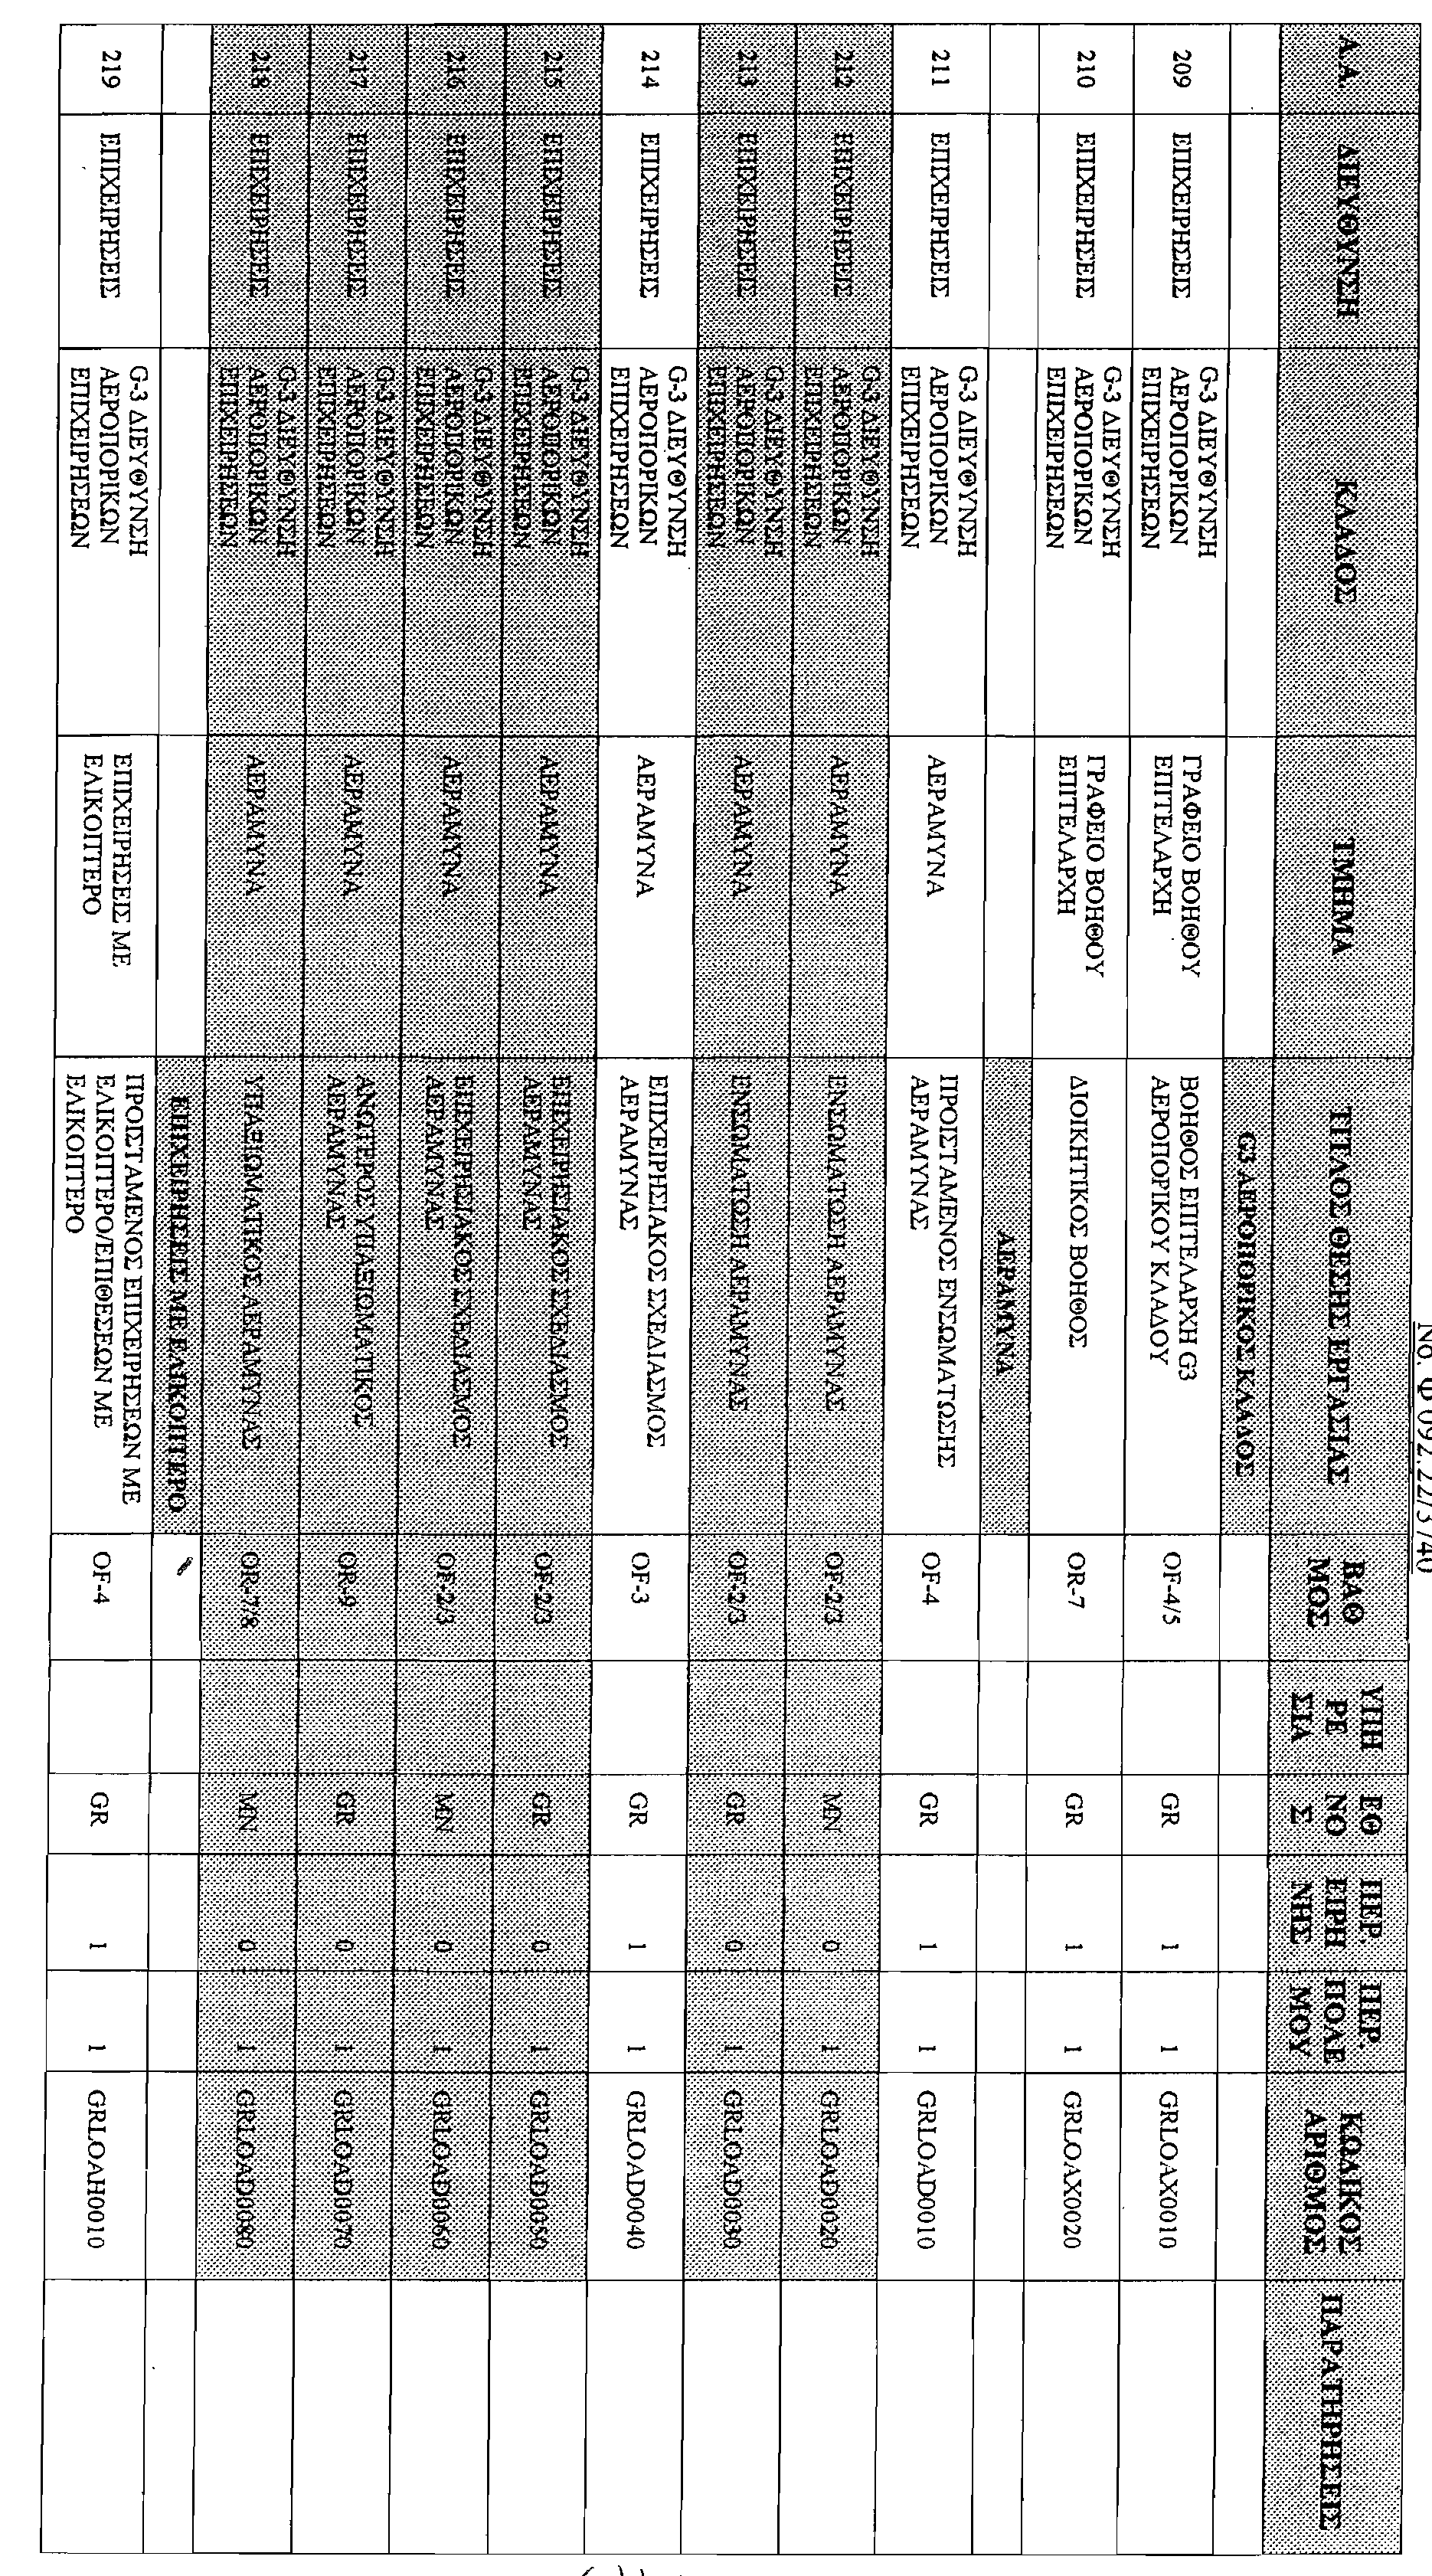 No. Φ 092.22/3740
Α.Α. ΔΙΕΥΘΥΝΣΗ ΚΛΑΔΟΣ ΤΜΗΜΑ ΤΙΤΛΟΣ ΘΕΣΗΣ ΕΡΓΑΣΙΑΣ ΒΑΘ ΥΠΗ ΕΘ ΠΕΡ. ΠΕΡ. ΚΩΔΙΚΟΣ ΠΑΡΑΤΗΡΗΣΕΙΣ
ΜΟΣ ΡΕ ΝΟ ΕΙΡΗ ΠΟΛΕ ΑΡΙΘΜΟΣ
ΣΙΑ Σ ΝΗΣ ΜΟΥ
G3 ΑΕΡΟΠΟΡΙΚΟΣ ΚΛΑΔΟΣ
209 ΕΠΙΧΕΙΡΗΣΕΙΣ G-3 ΔΙΕΥΘΥΝΣΗ ΓΡΑΦΕΙΟ ΒΟΗΘΟΥ ΒΟΗΘΟΣ ΕΠΙΤΕΛΑΡΧΗ G3 OF-4/5 GR 1 1 GRLOAX0010
ΑΕΡΟΠΟΡΙΚΩΝ ΕΠΙΤΕΛΑΡΧΗ ΑΕΡΟΠΟΡΙΚΟΥ ΚΛΑΔΟΥ
ΕΠΙΧΕΙΡΗΣΕΩΝ
210 ΕΠΙΧΕΙΡΗΣΕΙΣ G-3 ΔΙΕΥΘΥΝΣΗ ΓΡΑΦΕΙΟ ΒΟΗΘΟΥ ΔΙΟΙΚΗΤΙΚΟΣ ΒΟΗΘΟΣ OR-7 GR 1 1 GRLOAX0020
ΑΕΡΟΠΟΡΙΚΩΝ ΕΠΙΤΕΛΑΡΧΗ
ΕΠΙΧΕΙΡΗΣΕΩΝ
ΑΕΡΑΜΥΝΑ
211 ΕΠΙΧΕΙΡΗΣΕΙΣ G-3 ΔΙΕΥΘΥΝΣΗ ΑΕΡΑΜΥΝΑ ΠΡΟΙΣΤΑΜΕΝΟΣ ΕΝΣΩΜΑΤΩΣΗΣ OF-4 GR 1 1 GRLOAD0010
ΑΕΡΟΠΟΡΙΚΩΝ ΑΕΡΑΜΥΝΑΣ
ΕΠΙΧΕΙΡΗΣΕΩΝ
212 ΕΠΙΧΕΙΡΗΣΕΙΣ G-3 ΔΙΕΥΘΥΝΣΗ ΑΕΡΑΜΥΝΑ ΕΝΣΩΜΑΤΩΣΗ ΑΕΡΑΜΥΝΑΣ OF-2/3 MN 0 1 GRLOAD0020
ΑΕΡΟΠΟΡΙΚΩΝ
ΕΠΙΧΕΙΡΗΣΕΩΝ
213 ΕΠΙΧΕΙΡΗΣΕΙΣ G-3 ΔΙΕΥΘΥΝΣΗ ΑΕΡΑΜΥΝΑ ΕΝΣΩΜΑΤΩΣΗ ΑΕΡΑΜΥΝΑΣ OF-2/3 GR 0 1 GRLOAD0030
ΑΕΡΟΠΟΡΙΚΩΝ
ΕΠΙΧΕΙΡΗΣΕΩΝ
214 ΕΠΙΧΕΙΡΗΣΕΙΣ G-3 ΔΙΕΥΘΥΝΣΗ ΑΕΡΑΜΥΝΑ ΕΠΙΧΕΙΡΗΣΙΑΚΟΣ ΣΧΕΔΙΑΣΜΟΣ OF-3 GR 1 1 GRLOAD0040
ΑΕΡΟΠΟΡΙΚΩΝ ΑΕΡΑΜΥΝΑΣ
ΕΠΙΧΕΙΡΗΣΕΩΝ
215 ΕΠΙΧΕΙΡΗΣΕΙΣ G-3 ΔΙΕΥΘΥΝΣΗ ΑΕΡΑΜΥΝΑ ΕΠΙΧΕΙΡΗΣΙΑΚΟΣ ΣΧΕΔΙΑΣΜΟΣ OF-2/3 GR 0 1 GRLOAD0050
ΑΕΡΟΠΟΡΙΚΩΝ ΑΕΡΑΜΥΝΑΣ
ΕΠΙΧΕΙΡΗΣΕΩΝ
216 ΕΠΙΧΕΙΡΗΣΕΙΣ G-3 ΔΙΕΥΘΥΝΣΗ ΑΕΡΑΜΥΝΑ ΕΠΙΧΕΙΡΗΣΙΑΚΟΣ ΣΧΕΔΙΑΣΜΟΣ OF-2/3 MN 0 1 GRLOAD0060
ΑΕΡΟΠΟΡΙΚΩΝ ΑΕΡΑΜΥΝΑΣ
ΕΠΙΧΕΙΡΗΣΕΩΝ
217 ΕΠΙΧΕΙΡΗΣΕΙΣ G-3 ΔΙΕΥΘΥΝΣΗ ΑΕΡΑΜΥΝΑ ΑΝΩΤΕΡΟΣ ΥΠΑΞΙΩΜΑΤΙΚΟΣ OR-9 GR 0 1 GRLOAD0070
ΑΕΡΟΠΟΡΙΚΩΝ ΑΕΡΑΜΥΝΑΣ
ΕΠΙΧΕΙΡΗΣΕΩΝ
218 ΕΠΙΧΕΙΡΗΣΕΙΣ G-3 ΔΙΕΥΘΥΝΣΗ ΑΕΡΑΜΥΝΑ ΥΠΑΞΙΩΜΑΤΙΚΟΣ ΑΕΡΑΜΥΝΑΣ OR-7/8 MN 0 1 GRLOAD0080
ΑΕΡΟΠΟΡΙΚΩΝ
ΕΠΙΧΕΙΡΗΣΕΩΝ
ΕΠΙΧΕΙΡΗΣΕΙΣ ΜΕ ΕΛΙΚΟΠΤΕΡΟ
219 ΕΠΙΧΕΙΡΗΣΕΙΣ G-3 ΔΙΕΥΘΥΝΣΗ ΕΠΙΧΕΙΡΗΣΕΙΣ ΜΕ ΠΡΟΙΣΤΑΜΕΝΟΣ ΕΠΙΧΕΙΡΗΣΕΩΝ ΜΕ OF-4 GR 1 1 GRLOAH0010
ΑΕΡΟΠΟΡΙΚΩΝ ΕΛΙΚΟΠΤΕΡΟ ΕΛΙΚΟΠΤΕΡΟ/ΕΠΙΘΕΣΕΩΝ ΜΕ
ΕΠΙΧΕΙΡΗΣΕΩΝ ΕΛΙΚΟΠΤΕΡΟ